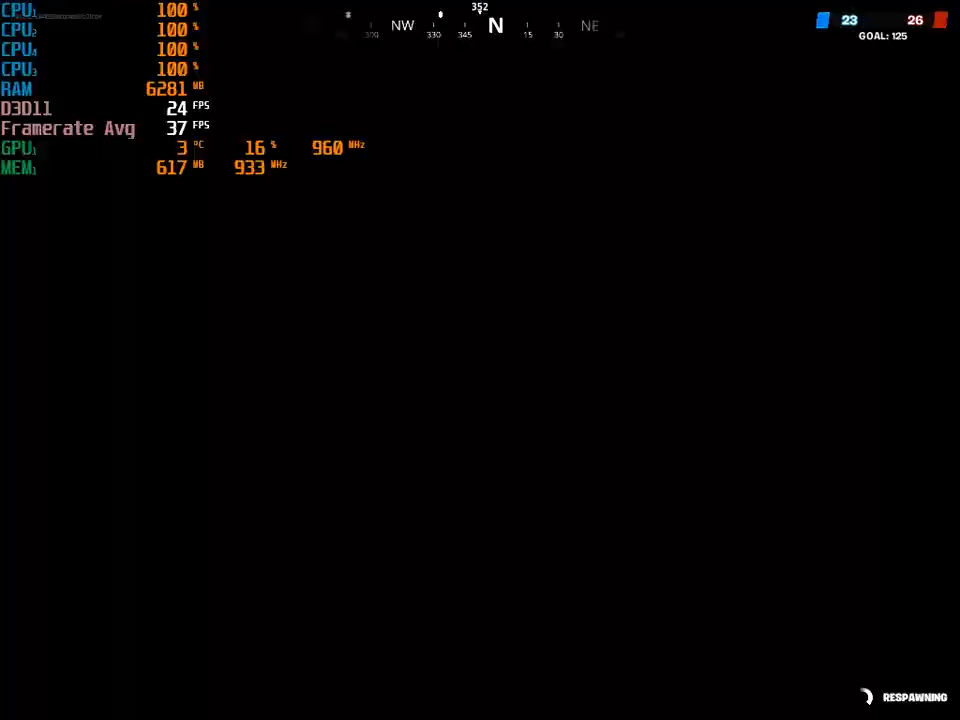 CPU₁ 100 %
CPU₂ 100 %
CPU₄ 100 %
CPU₃ 100 %
RAM 6281 MB
D3D11 24 FPS
Framerate Avg 37 FPS
GPU₁ 3 °C 16 % 960 MHz
MEM₁ 617 MB 933 MHz
352
NW N NE
300 330 345 15 30
23 26
GOAL: 125
RESPAWNING